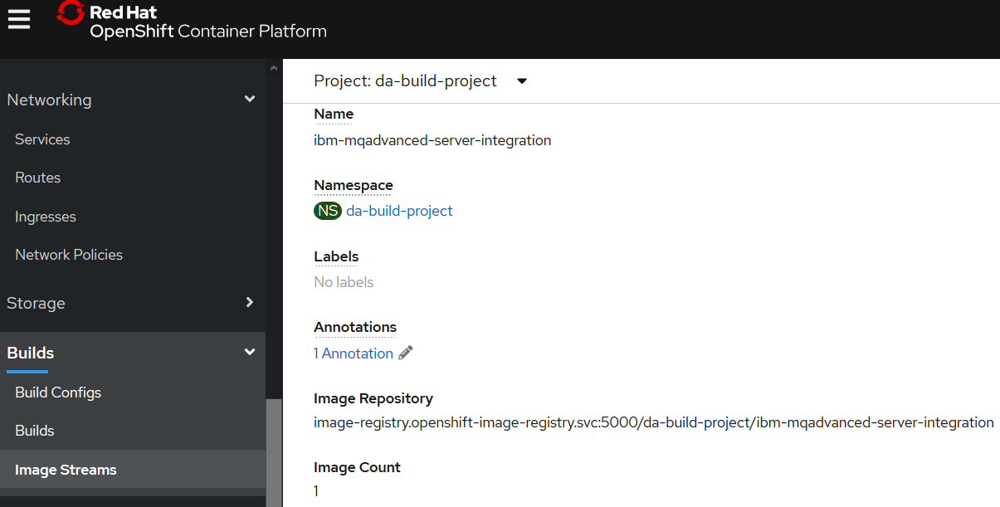 Red Hat
OpenShift Container Platform
Networking
Services
Routes
Ingresses
Network Policies
Storage
Builds
Build Configs
Builds
Image Streams
Project: da-build-project
Name
ibm-mqadvanced-server-integration
Namespace
NS da-build-project
Labels
No labels
Annotations
1 Annotation
Image Repository
image-registry.openshift-image-registry.svc:5000/da-build-project/ibm-mqadvanced-server-integration
Image Count
1